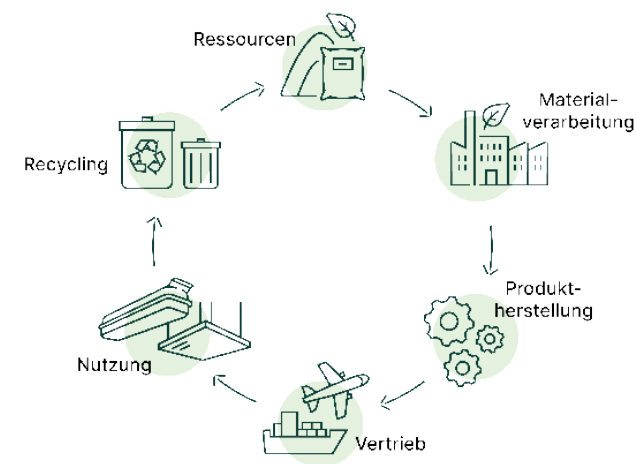 Ressourcen
Material-
verarbeitung
Produkt-
herstellung
Vertrieb
Nutzung
Recycling